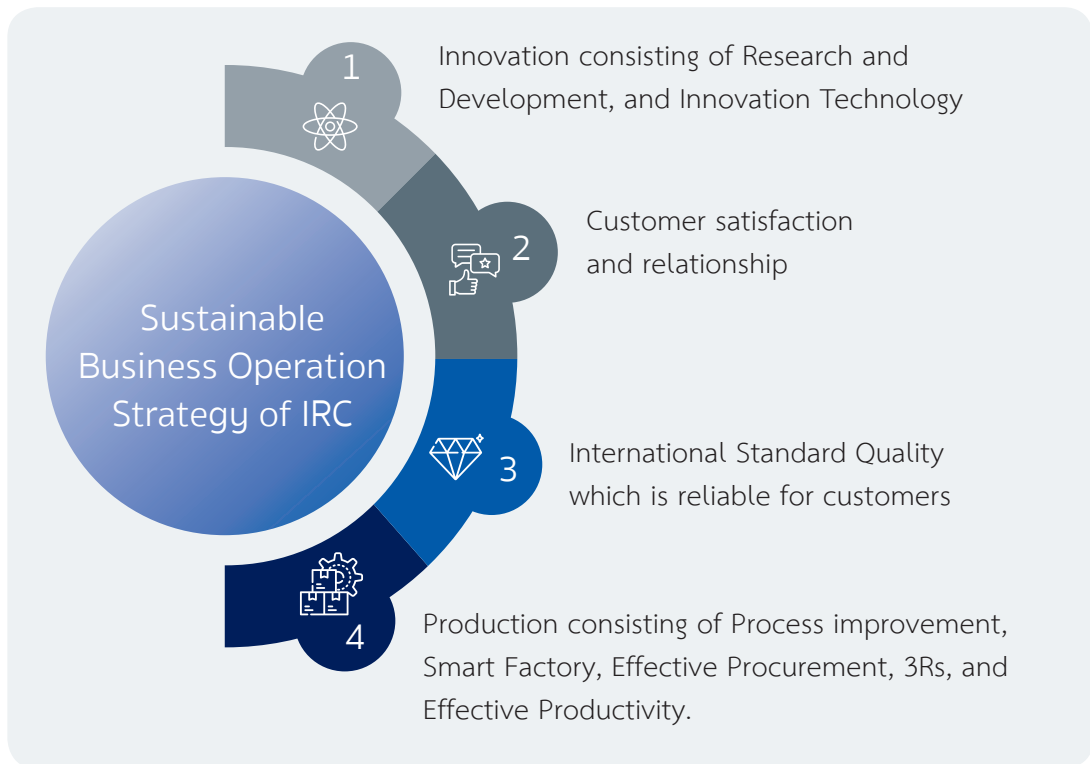 Sustainable
Business Operation
Strategy of IRC
1
Innovation consisting of Research and
Development, and Innovation Technology
2
Customer satisfaction
and relationship
3
International Standard Quality
which is reliable for customers
4
Production consisting of Process improvement,
Smart Factory, Effective Procurement, 3Rs, and
Effective Productivity.